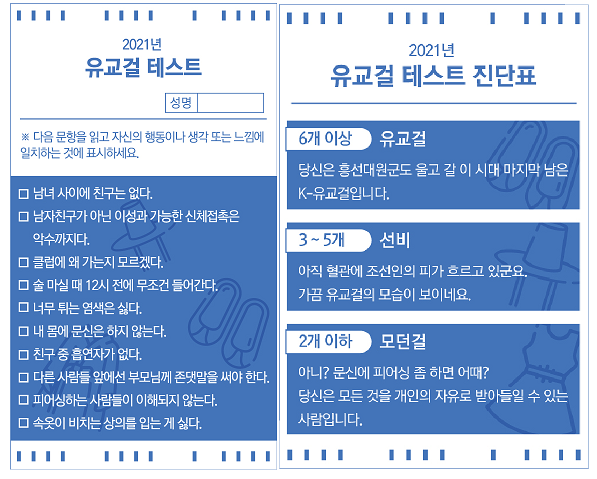 2021년
유교걸 테스트
성명
※ 다음 문항을 읽고 자신의 행동이나 생각 또는 느낌에
일치하는 것에 표시하세요.
□ 남녀 사이에 친구는 없다.
□ 남자친구가 아닌 이성과 가능한 신체접촉은
악수까지다.
□ 클럽에 왜 가는지 모르겠다.
□ 술 마실 때 12시 전에 무조건 들어간다.
□ 너무 튀는 염색은 싫다.
□ 내 몸에 문신은 하지 않는다.
□ 친구 중 흡연자가 없다.
□ 다른 사람들 앞에선 부모님께 존댓말을 써야 한다.
□ 피어싱하는 사람들이 이해되지 않는다.
□ 속옷이 비치는 상의를 입는 게 싫다.
2021년
유교걸 테스트 진단표
6개 이상 유교걸
당신은 흥선대원군도 울고 갈 이 시대 마지막 남은
K-유교걸입니다.
3 ~ 5개 선비
아직 혈관에 조선인의 피가 흐르고 있군요.
가끔 유교걸의 모습이 보이네요.
2개 이하 모던걸
아니? 문신에 피어싱 좀 하면 어때?
당신은 모든 것을 개인의 자유로 받아들일 수 있는
사람입니다.